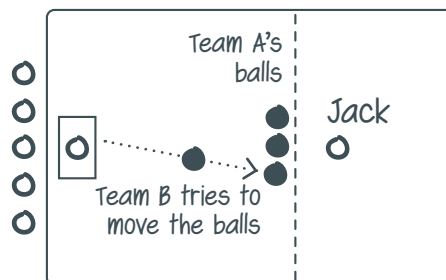 Team A's
balls
Jack
Team B tries to
move the balls